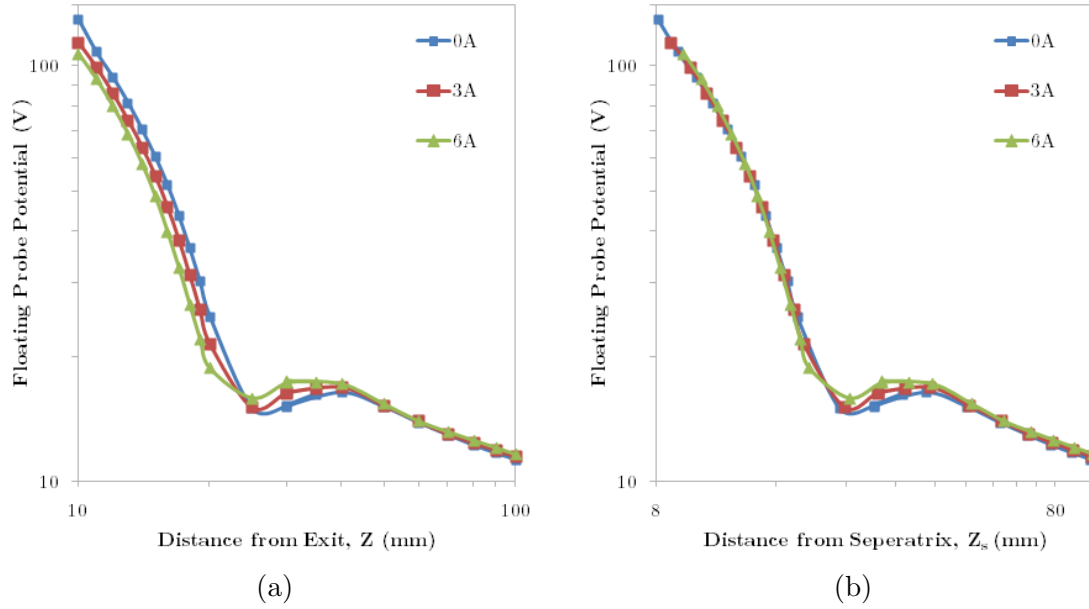 0A
3A
6A
100
10
Floating Probe Potential (V)
10
100
Distance from Exit, Z (mm)
(a)
0A
3A
6A
100
10
Floating Probe Potential (V)
8
80
Distance from Seperatrix, Zs (mm)
(b)